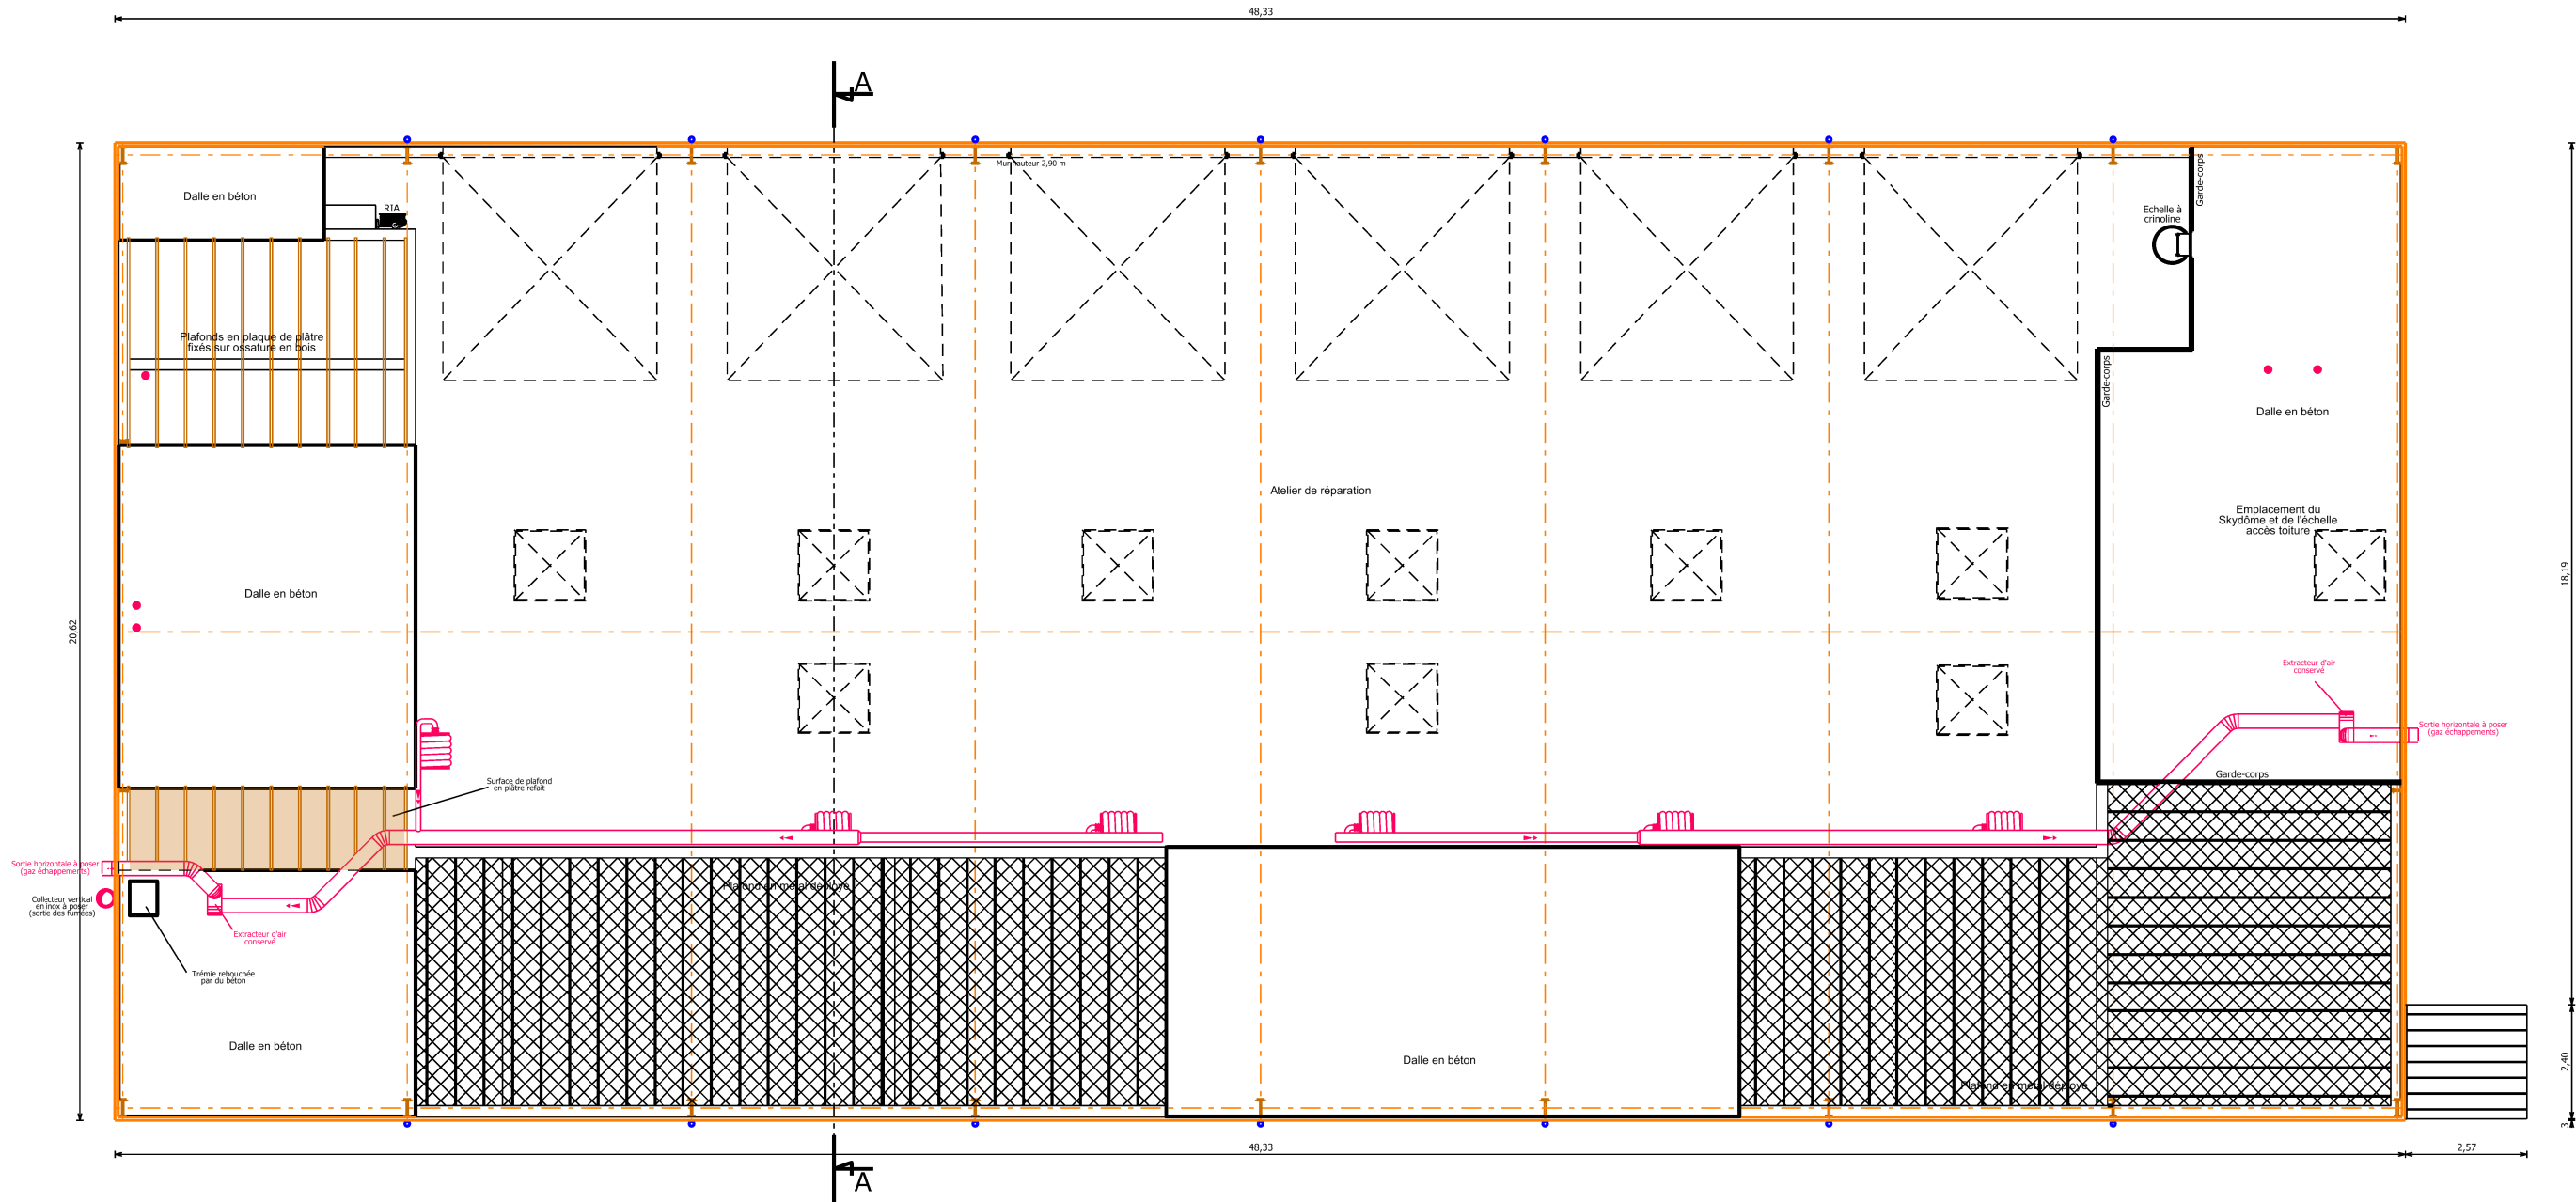 48,33
A
Mur hauteur 2,90 m
Garde-corps
Dalle en béton
RIA
Echelle à
crinoline
Plafonds en plaque de plâtre
fixés sur ossature en bois
Garde-corps
Dalle en béton
Atelier de réparation
Emplacement du
Skydôme et de l'échelle
accès toiture
18,19
Dalle en béton
20,62
Extracteur d'air
conservé
Sortie horizontale à poser
(gaz échappements)
Garde-corps
Surface de plafond
en plâtre refait
Sortie horizontale à poser
(gaz échappements)
Plafond en métal déployé
Collecteur vertical
en inox à poser
(sortie des fumées)
Extracteur d'air
conservé
Trémie rebouchée
par du béton
Dalle en béton
Dalle en béton
Plafond en métal déployé
2,40
3
48,33
2,57
A